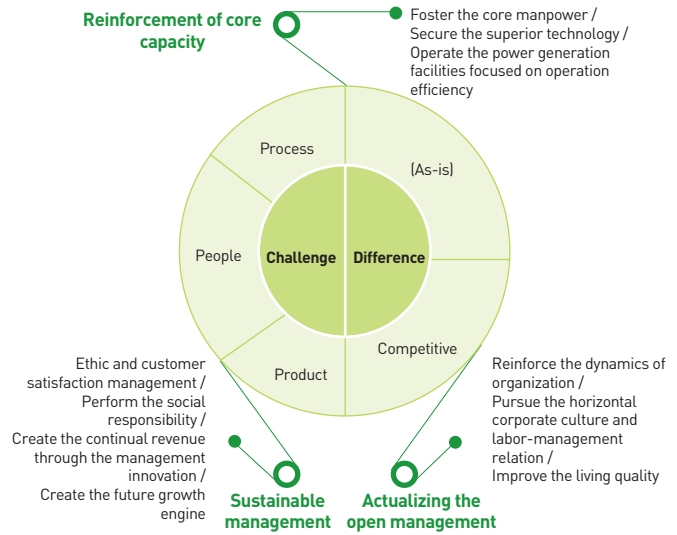 Reinforcement of core
capacity
Foster the core manpower /
Secure the superior technology /
Operate the power generation
facilities focused on operation
efficiency
Process
(As-is)
People
Challenge
Difference
Product
Competitive
Ethic and customer
satisfaction management /
Perform the social
responsibility /
Create the continual revenue
through the management
innovation /
Create the future growth
engine
Sustainable
management
Reinforce the dynamics of
organization /
Pursue the horizontal
corporate culture and
labor-management
relation /
Improve the living quality
Actualizing the
open management